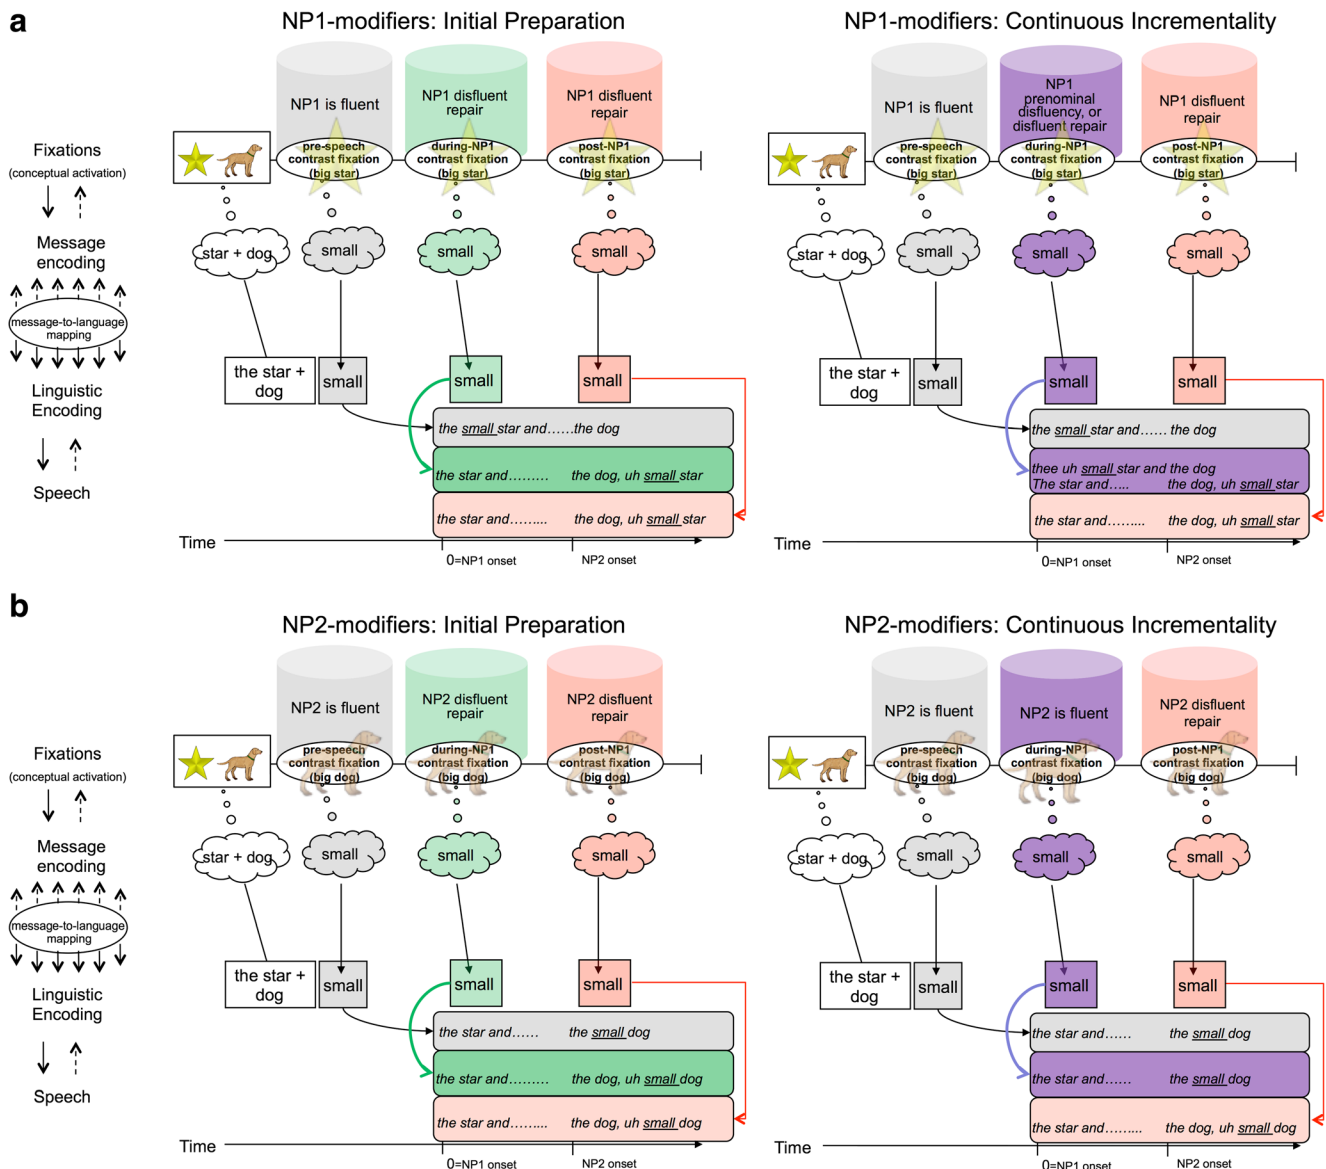 a
NP1-modifiers: Initial Preparation
NP1 is fluent
NP1 disfluent
repair
NP1 disfluent
repair
Fixations
(conceptual activation)
pre-speech
contrast fixation
(big star)
during-NP1
contrast fixation
(big star)
post-NP1
contrast fixation
(big star)
Message
encoding
star + dog
small
small
small
message-to-language
mapping
Linguistic
Encoding
the star +
dog
small
small
small
Speech
the small star and……the dog
the star and……… the dog, uh small star
the star and…….... the dog, uh small star
Time
0=NP1 onset
NP2 onset
NP1-modifiers: Continuous Incrementality
NP1 is fluent
NP1
prenominal
disfluency, or
disfluent repair
NP1 disfluent
repair
pre-speech
contrast fixation
(big star)
during-NP1
contrast fixation
(big star)
post-NP1
contrast fixation
(big star)
star + dog
small
small
small
the star +
dog
small
small
small
the small star and…… the dog
thee uh small star and the dog
The star and….. the dog, uh small star
the star and…….... the dog, uh small star
Time
0=NP1 onset
NP2 onset
b
NP2-modifiers: Initial Preparation
NP2 is fluent
NP2 disfluent
repair
NP2 disfluent
repair
Fixations
(conceptual activation)
pre-speech
contrast fixation
(big dog)
during-NP1
contrast fixation
(big dog)
post-NP1
contrast fixation
(big dog)
Message
encoding
star + dog
small
small
small
message-to-language
mapping
Linguistic
Encoding
the star +
dog
small
small
small
Speech
the star and…… the small dog
the star and……… the dog, uh small dog
the star and…….... the dog, uh small dog
Time
0=NP1 onset
NP2 onset
NP2-modifiers: Continuous Incrementality
NP2 is fluent
NP2 is fluent
NP2 disfluent
repair
pre-speech
contrast fixation
(big dog)
during-NP1
contrast fixation
(big dog)
post-NP1
contrast fixation
(big dog)
star + dog
small
small
small
the star +
dog
small
small
small
the star and…… the small dog
the star and…… the small dog
the star and…….... the dog, uh small dog
Time
0=NP1 onset
NP2 onset